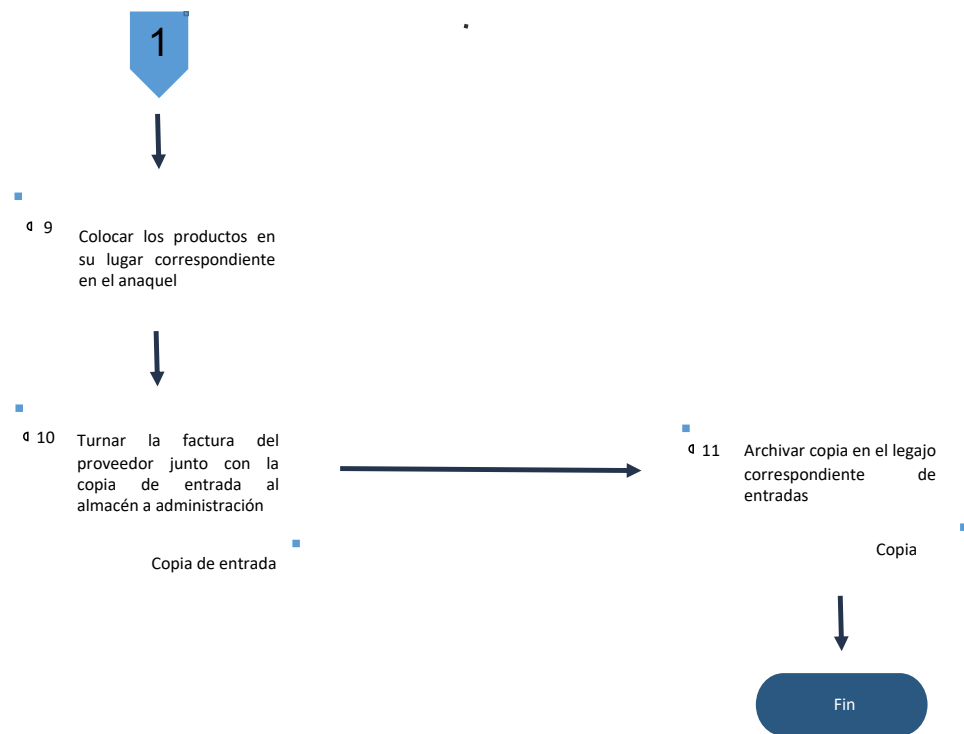 1
9
Colocar los productos en
su lugar correspondiente
en el anaquel
10
Turnar la factura del
proveedor junto con la
copia de entrada al
almacén a administración
Copia de entrada
11
Archivar copia en el legajo
correspondiente de
entradas
Copia
Fin